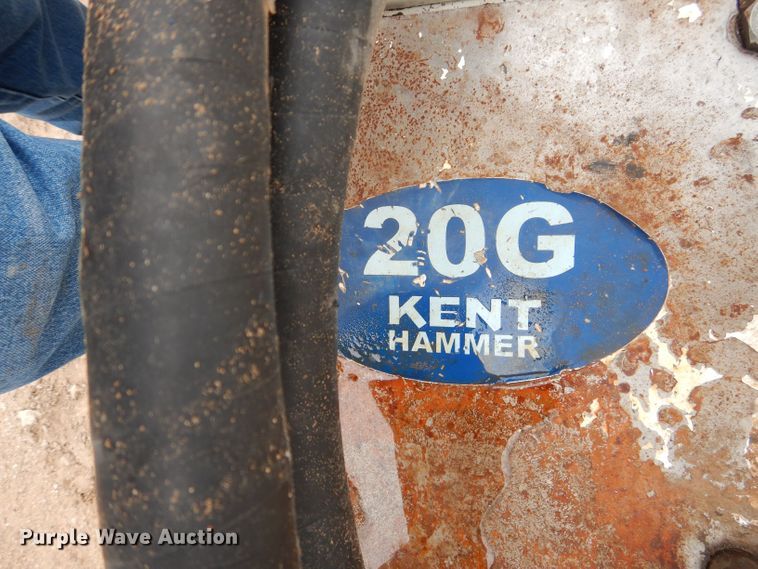 20G
KENT
HAMMER
Purple Wave Auction